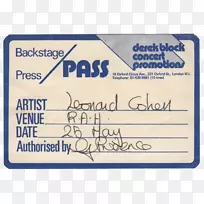 Backstage
Press
PASS
derek block
concert
promotions
ARTIST Leonard Cohen
VENUE R.A.H.
DATE 25 May
Authorised by